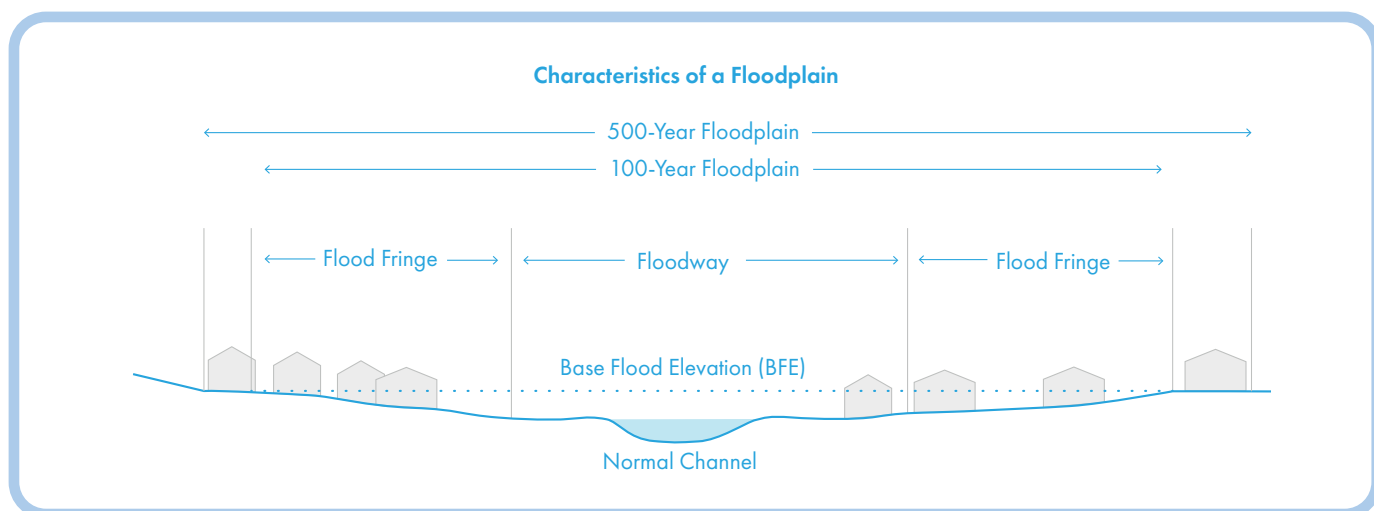 Characteristics of a Floodplain
500-Year Floodplain
100-Year Floodplain
Flood Fringe
Floodway
Flood Fringe
Base Flood Elevation (BFE)
Normal Channel